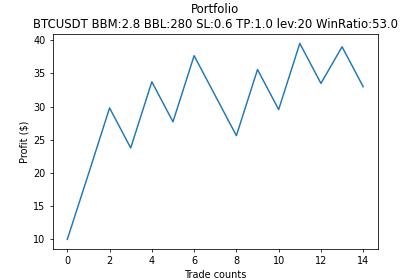 Portfolio
BTCUSDT BBM:2.8 BBL:280 SL:0.6 TP:1.0 lev:20 WinRatio:53.0
40
35
30
25
20
15
10
Profit ($)
0 2 4 6 8 10 12 14
Trade counts